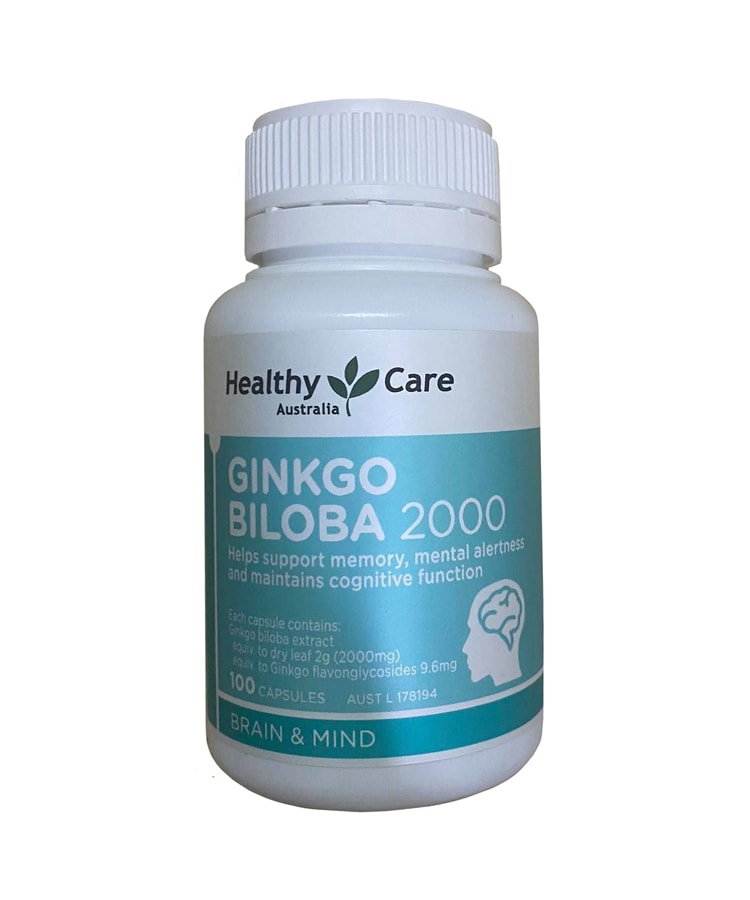 Healthy Care
Australia
GINKGO
BILOBA 2000
Helps support memory, mental alertness
and maintains cognitive function
Each capsule contains:
Ginkgo biloba extract
equiv. to dry leaf 2g (2000mg)
equiv. to Ginkgo flavonglycosides 9.6mg
100 CAPSULES AUST L 178194
BRAIN & MIND